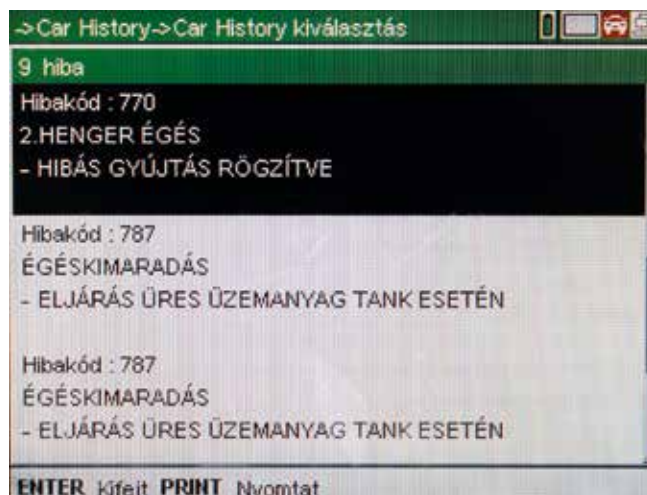 ->Car History->Car History kiválasztás
9 hiba
Hibakód : 770
2.HENGER ÉGÉS
- HIBÁS GYÚJTÁS RÖGZÍTVE
Hibakód : 787
ÉGÉSKIMARADÁS
- ELJÁRÁS ÜRES ÜZEMANYAG TANK ESETÉN
Hibakód : 787
ÉGÉSKIMARADÁS
- ELJÁRÁS ÜRES ÜZEMANYAG TANK ESETÉN
ENTER Kifejt PRINT Nyomtat